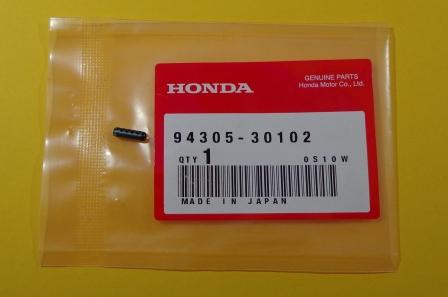 HONDA
GENUINE PARTS
Honda Motor Co., Ltd.
94305-30102
QTY 1 0S10W
MADE IN JAPAN